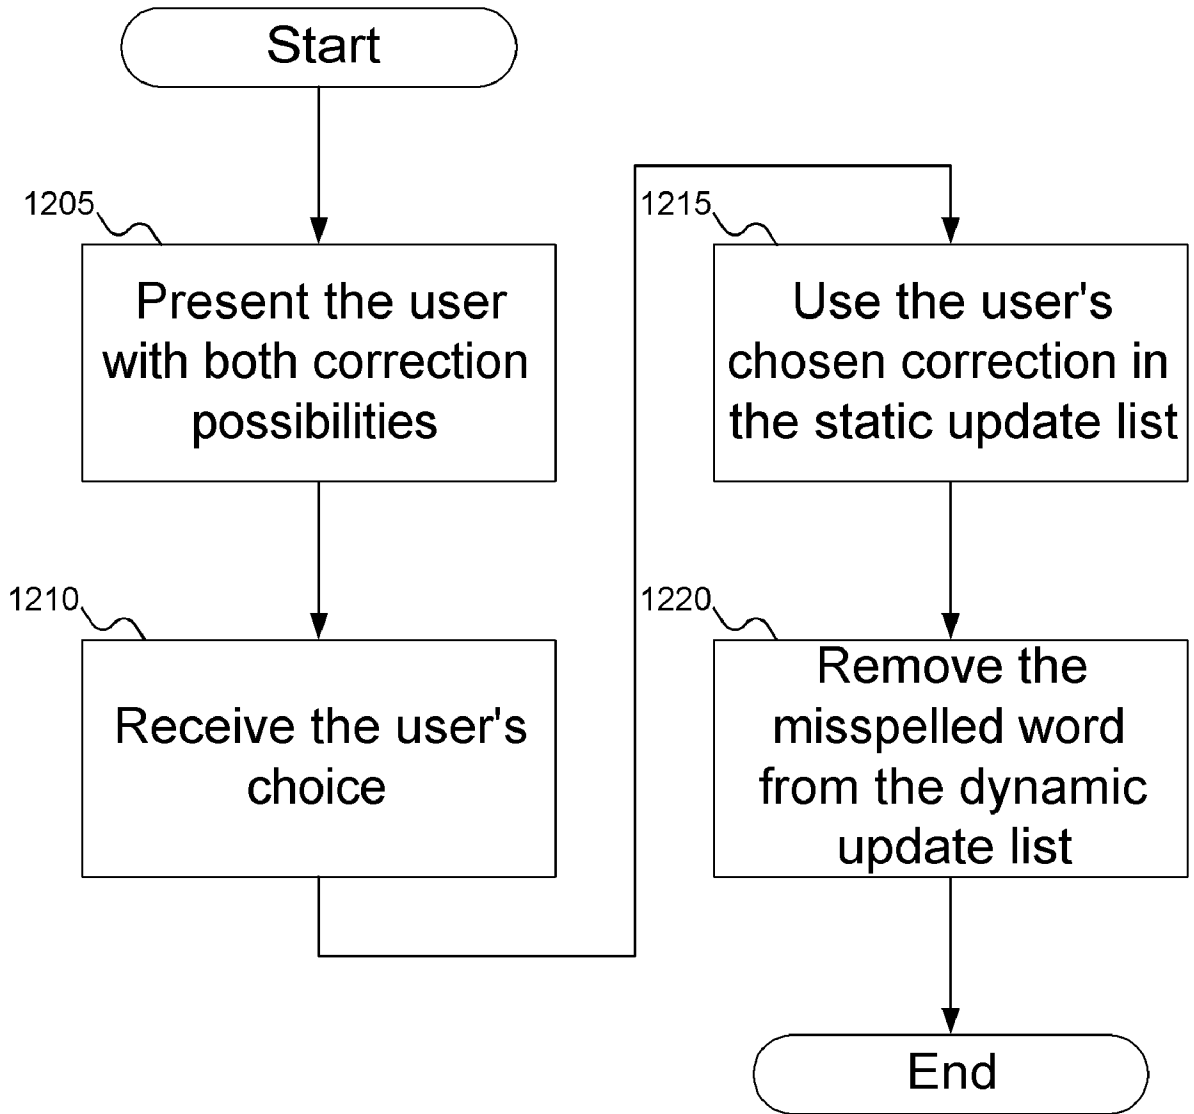 Start
1205
Present the user
with both correction
possibilities
1210
Receive the user's
choice
1215
Use the user's
chosen correction in
the static update list
1220
Remove the
misspelled word
from the dynamic
update list
End